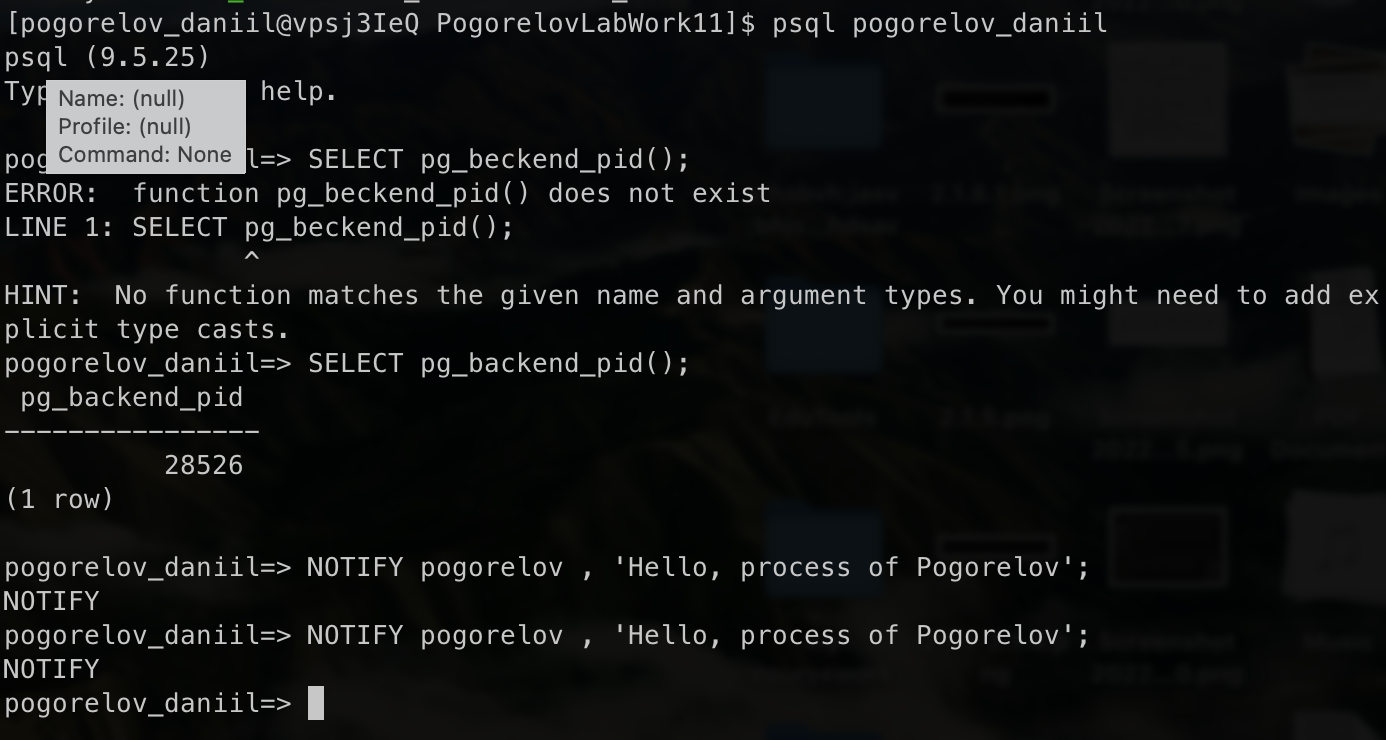 [pogorelov_daniil@vpsj3IeQ PogorelovLabWork11]$ psql pogorelov_daniil
psql (9.5.25)
Typ help.
Name: (null)
Profile: (null)
Command: None
pog l=> SELECT pg_beckend_pid();
ERROR:  function pg_beckend_pid() does not exist
LINE 1: SELECT pg_beckend_pid();
^
HINT:  No function matches the given name and argument types. You might need to add ex
plicit type casts.
pogorelov_daniil=> SELECT pg_backend_pid();
pg_backend_pid
----------------
28526
(1 row)
pogorelov_daniil=> NOTIFY pogorelov , 'Hello, process of Pogorelov';
NOTIFY
pogorelov_daniil=> NOTIFY pogorelov , 'Hello, process of Pogorelov';
NOTIFY
pogorelov_daniil=>